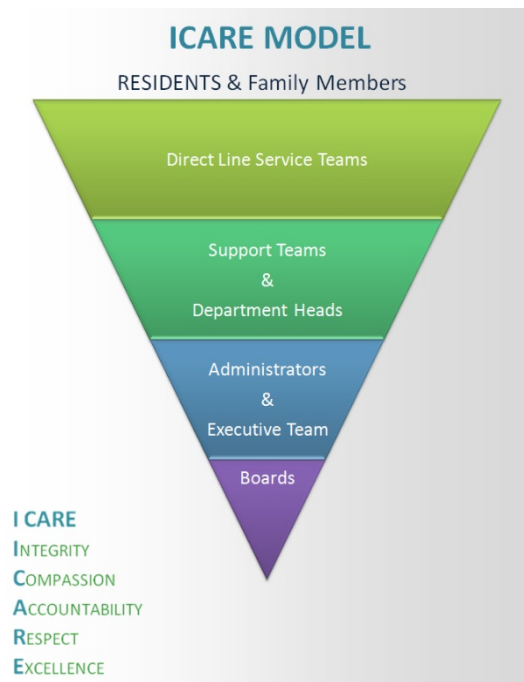 ICARE MODEL
RESIDENTS & Family Members
Direct Line Service Teams
Support Teams
&
Department Heads
Administrators
&
Executive Team
Boards
I CARE
INTEGRITY
COMPASSION
ACCOUNTABILITY
RESPECT
EXCELLENCE